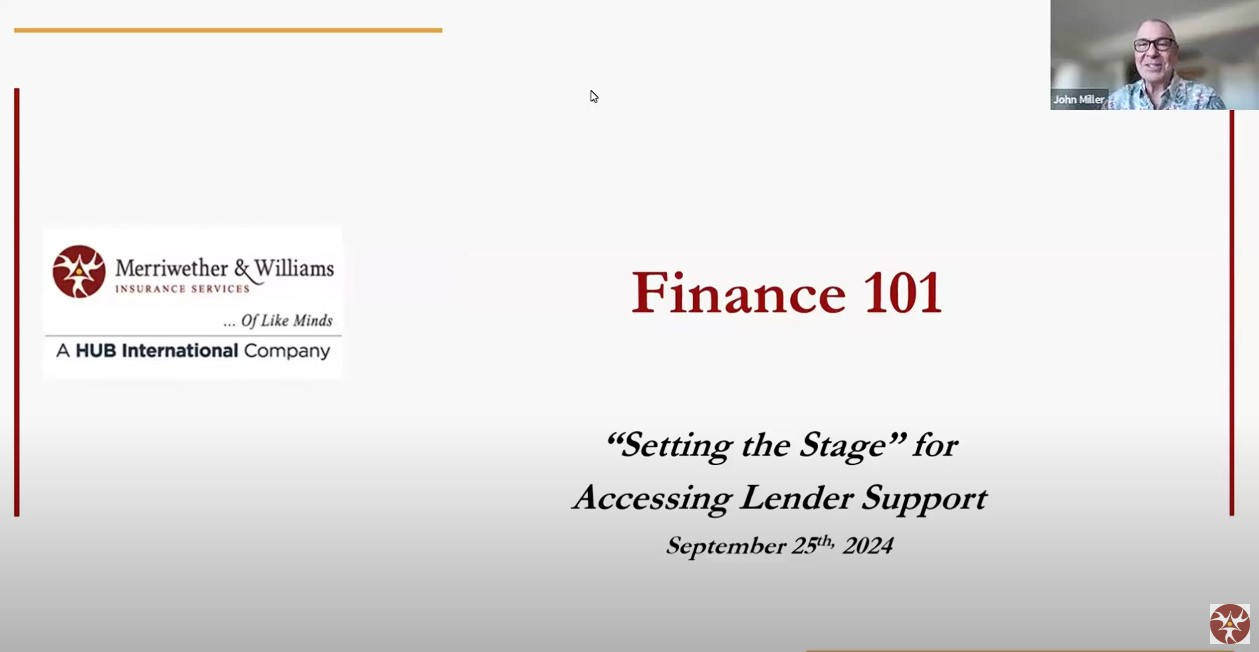 John Miller
Merriwether & Williams
INSURANCE SERVICES
... Of Like Minds
A HUB International Company
Finance 101
“Setting the Stage” for
Accessing Lender Support
September 25th, 2024